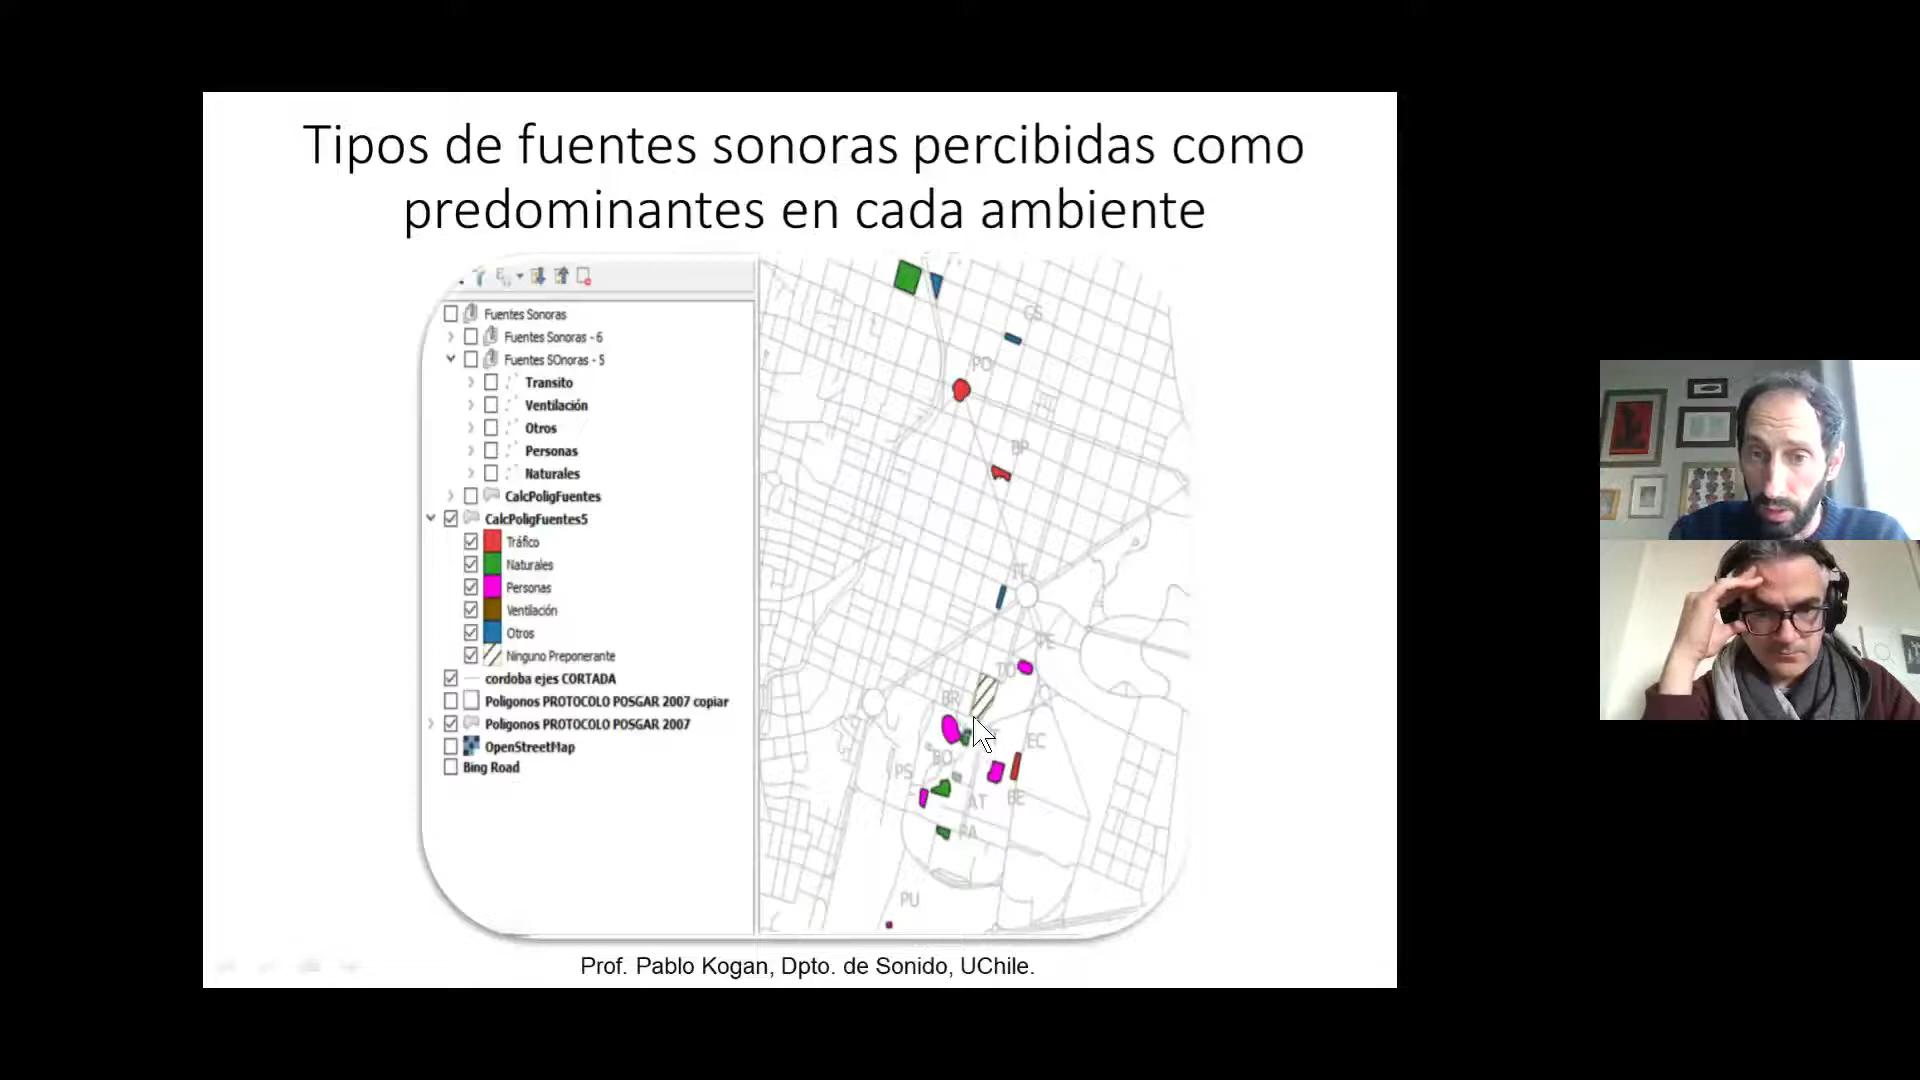 Tipos de fuentes sonoras percibidas como
predominantes en cada ambiente
Fuentes Sonoras
Fuentes Sonoras - 6
Fuentes SOnoras - 5
Transito
Ventilación
Otros
Personas
Naturales
CalcPoligFuentes
CalcPoligFuentes5
Tráfico
Naturales
Personas
Ventilación
Otros
Ninguno Preponerante
cordoba ejes CORTADA
Poligonos PROTOCOLO POSGAR 2007 copiar
Poligonos PROTOCOLO POSGAR 2007
OpenStreetMap
Bing Road
BP
BR
EC
BO
PS
AT
BE
PA
PU
Prof. Pablo Kogan, Dpto. de Sonido, UChile.